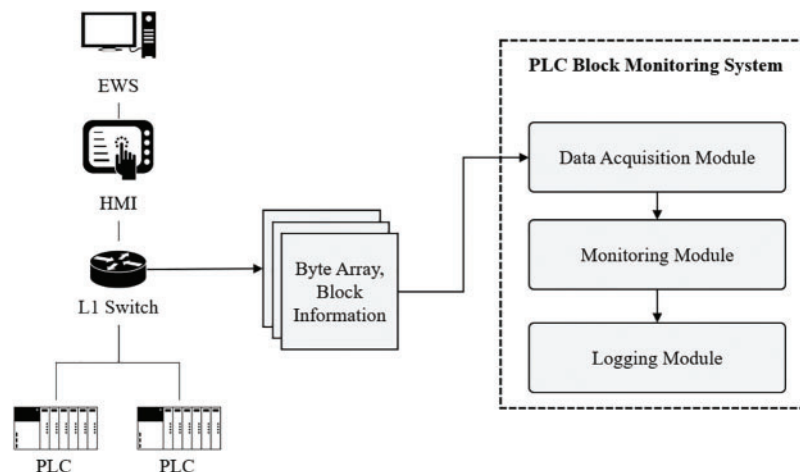 EWS
HMI
L1 Switch
PLC
PLC
Byte Array,
Block
Information
PLC Block Monitoring System
Data Acquisition Module
Monitoring Module
Logging Module